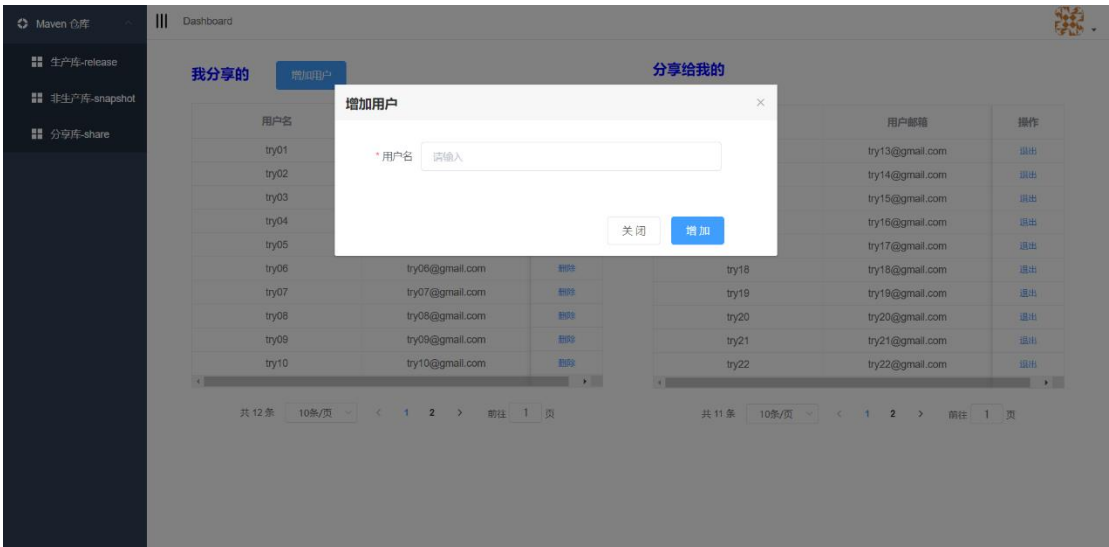 Maven 仓库
Dashboard
生产库-release
非生产库-snapshot
分享库-share
我分享的
增加用户
分享给我的
增加用户
* 用户名
请输入
关闭
增加
用户名
try01
try02
try03
try04
try05
try06 try06@gmail.com 删除
try07 try07@gmail.com 删除
try08 try08@gmail.com 删除
try09 try09@gmail.com 删除
try10 try10@gmail.com 删除
共 12 条 10条/页 1 2 前往 1 页
用户邮箱 操作
try13@gmail.com 退出
try14@gmail.com 退出
try15@gmail.com 退出
try16@gmail.com 退出
try17@gmail.com 退出
try18 try18@gmail.com 退出
try19 try19@gmail.com 退出
try20 try20@gmail.com 退出
try21 try21@gmail.com 退出
try22 try22@gmail.com 退出
共 11 条 10条/页 1 2 前往 1 页